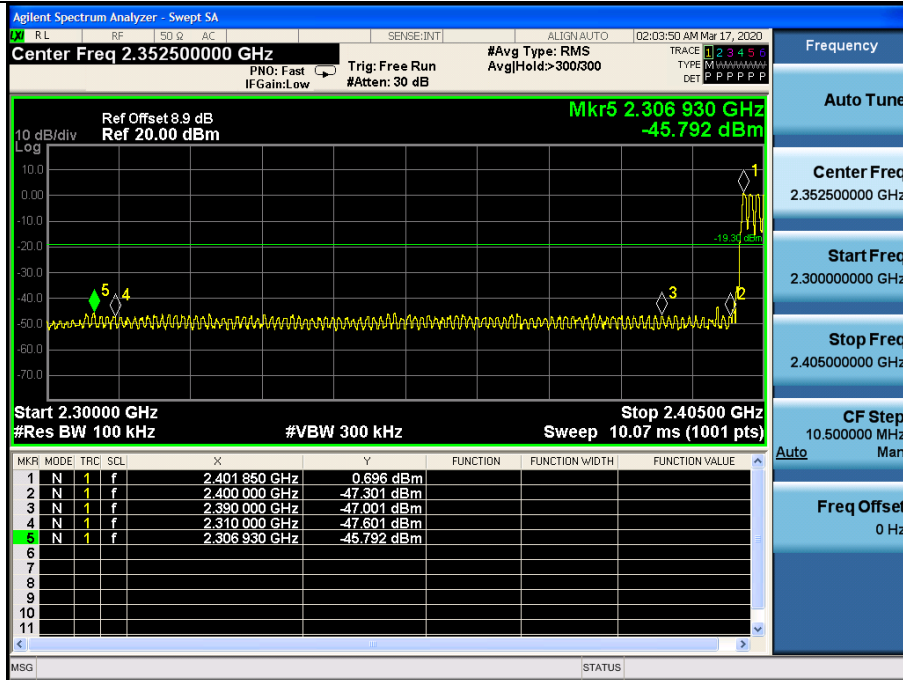 Agilent Spectrum Analyzer - Swept SA
LXI RL RF 50 Ω AC SENSE:INT ALIGN AUTO 02:03:50 AM Mar 17, 2020
Center Freq 2.352500000 GHz
PNO: Fast
IFGain:Low
Trig: Free Run
#Atten: 30 dB
#Avg Type: RMS
Avg|Hold:>300/300
TRACE 1 2 3 4 5 6
TYPE M WWWWW
DET P P P P P P
Ref Offset 8.9 dB
10 dB/div Ref 20.00 dBm
Log
Mkr5 2.306 930 GHz
-45.792 dBm
10.0
0.00
-10.0
-20.0
-30.0
-40.0
-50.0
-60.0
-70.0
1
-19.30 dBm
5
4
3
2
Start 2.30000 GHz Stop 2.40500 GHz
#Res BW 100 kHz #VBW 300 kHz Sweep 10.07 ms (1001 pts)
MKR MODE TRC SCL X Y FUNCTION FUNCTION WIDTH FUNCTION VALUE
1 N 1 f 2.401 850 GHz 0.696 dBm
2 N 1 f 2.400 000 GHz -47.301 dBm
3 N 1 f 2.390 000 GHz -47.001 dBm
4 N 1 f 2.310 000 GHz -47.601 dBm
5 N 1 f 2.306 930 GHz -45.792 dBm
6
7
8
9
10
11
MSG STATUS
Frequency
Auto Tune
Center Freq
2.352500000 GHz
Start Freq
2.300000000 GHz
Stop Freq
2.405000000 GHz
CF Step
10.500000 MHz
Auto Man
Freq Offset
0 Hz